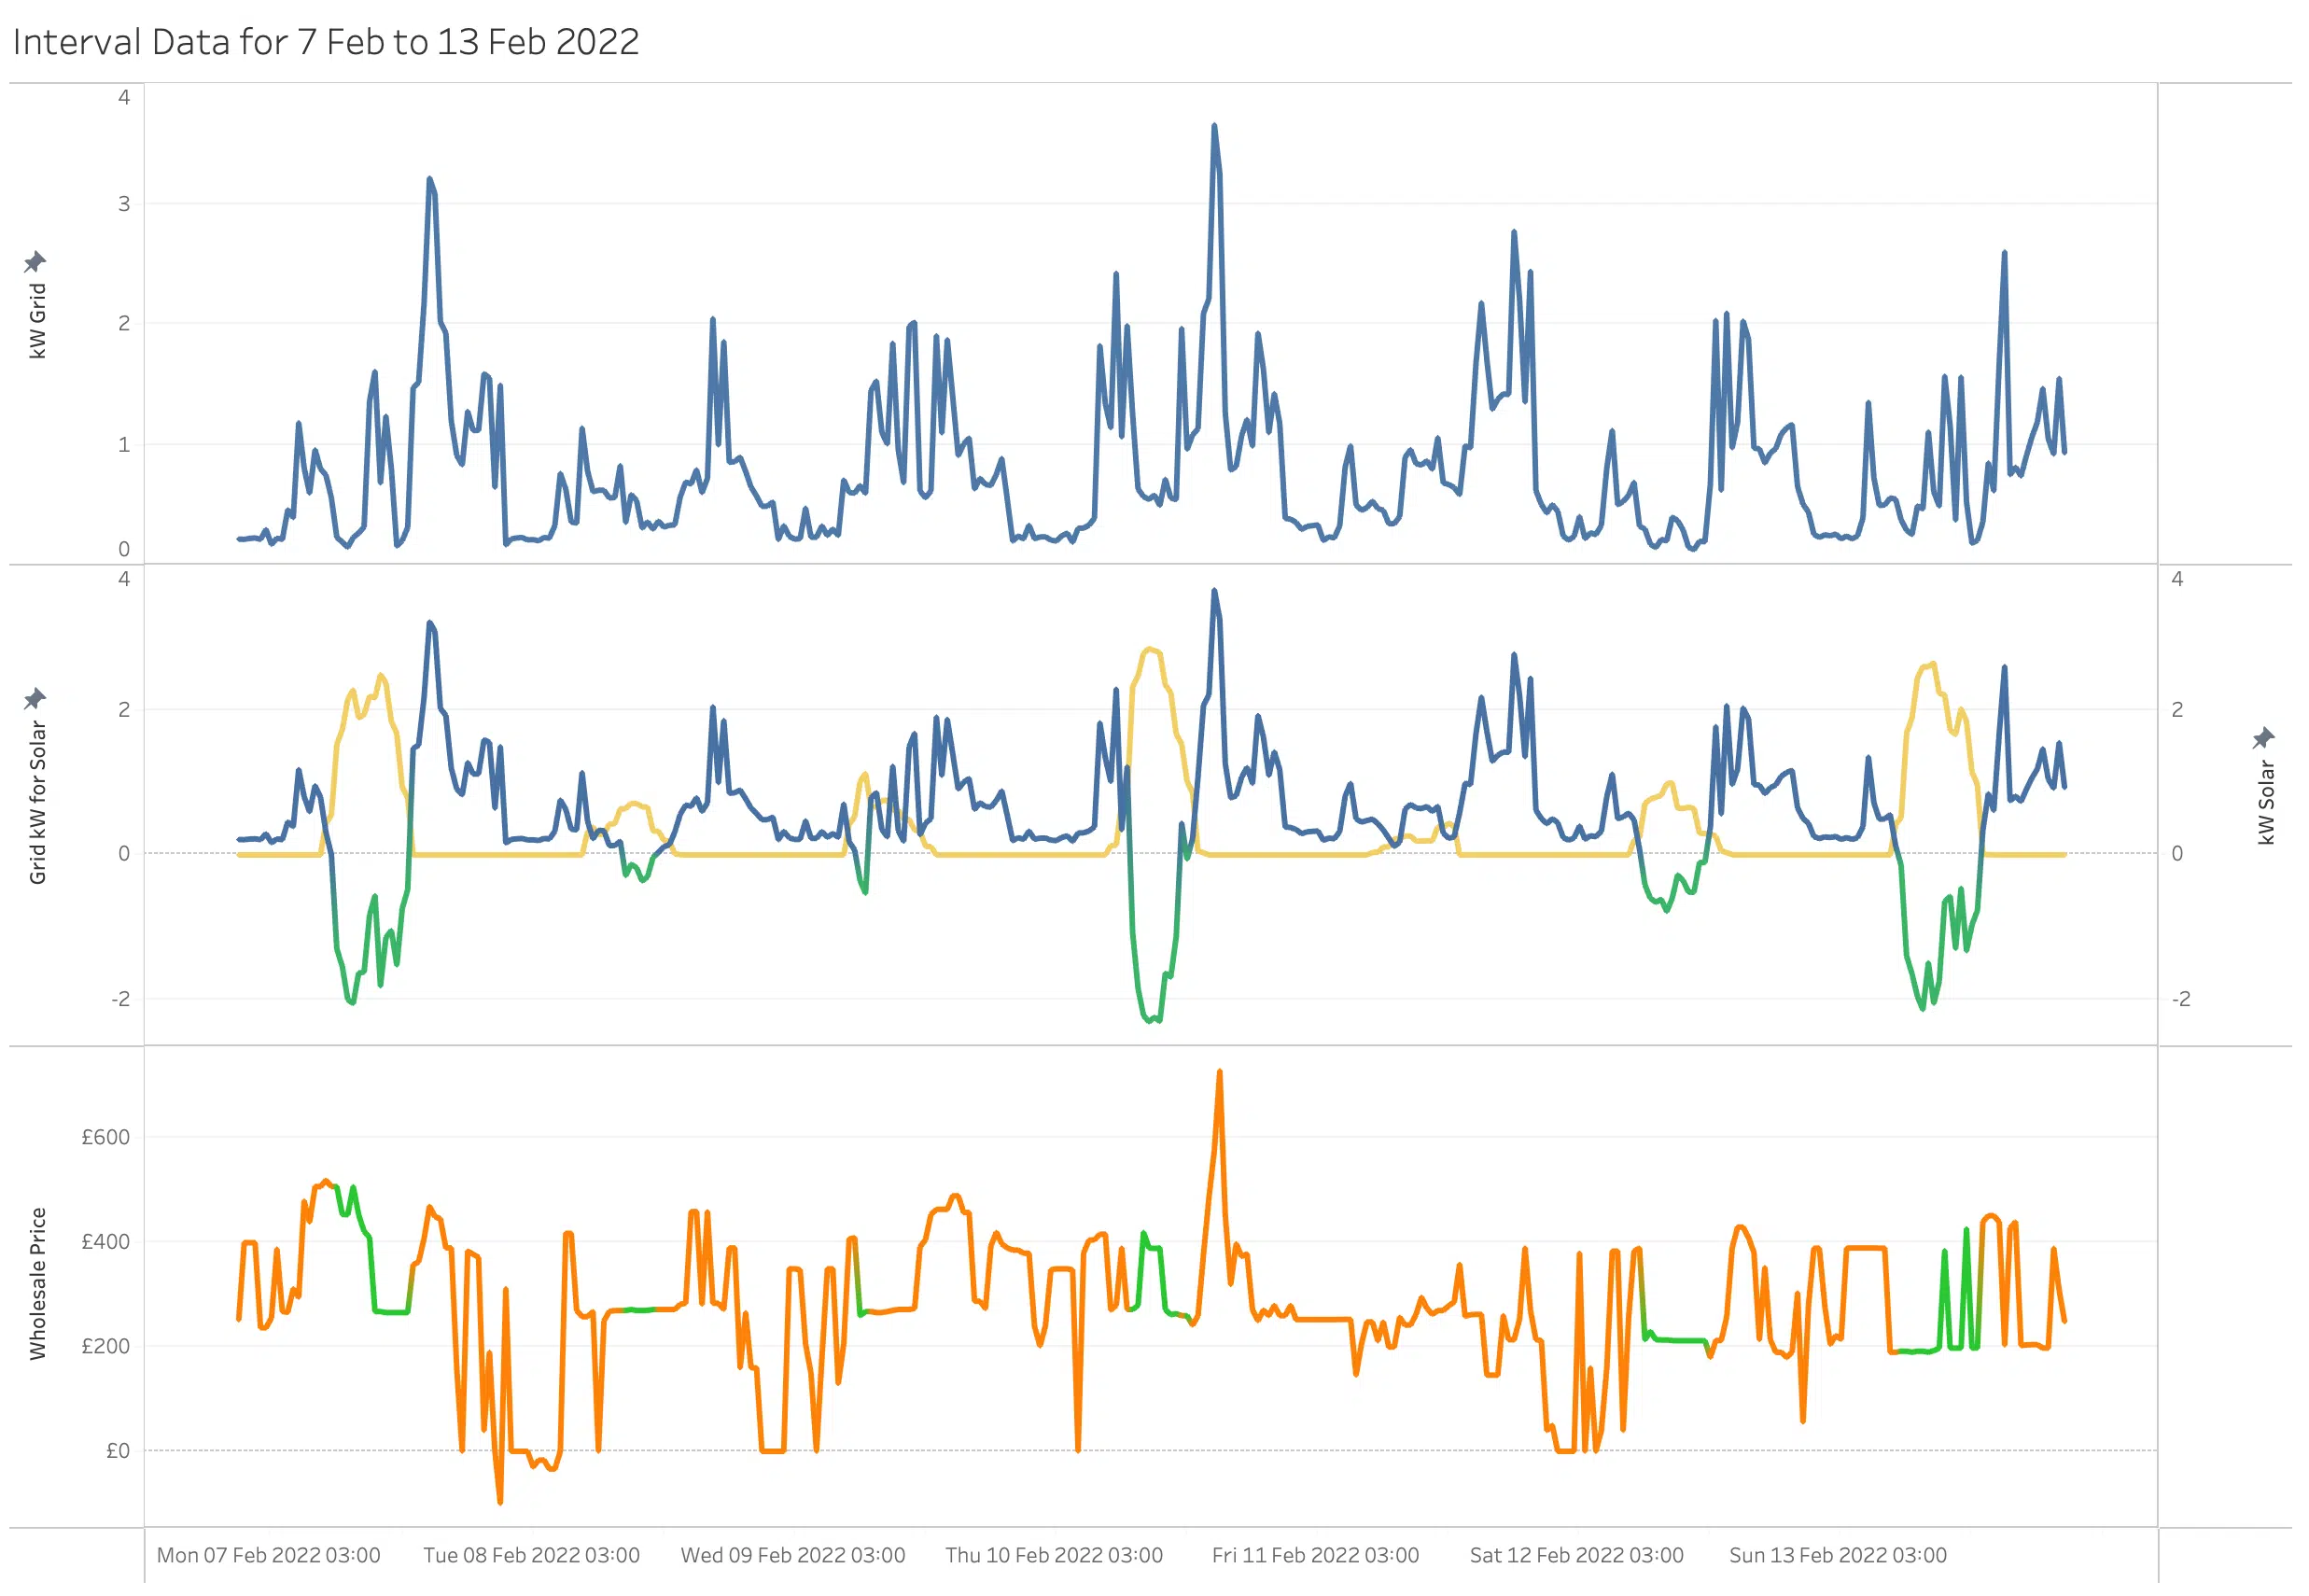 Interval Data for 7 Feb to 13 Feb 2022
4
3
2
1
0
kW Grid
4
2
0
-2
Grid kW for Solar
4
2
0
-2
kW Solar
£600
£400
£200
£0
Wholesale Price
Mon 07 Feb 2022 03:00 Tue 08 Feb 2022 03:00 Wed 09 Feb 2022 03:00 Thu 10 Feb 2022 03:00 Fri 11 Feb 2022 03:00 Sat 12 Feb 2022 03:00 Sun 13 Feb 2022 03:00